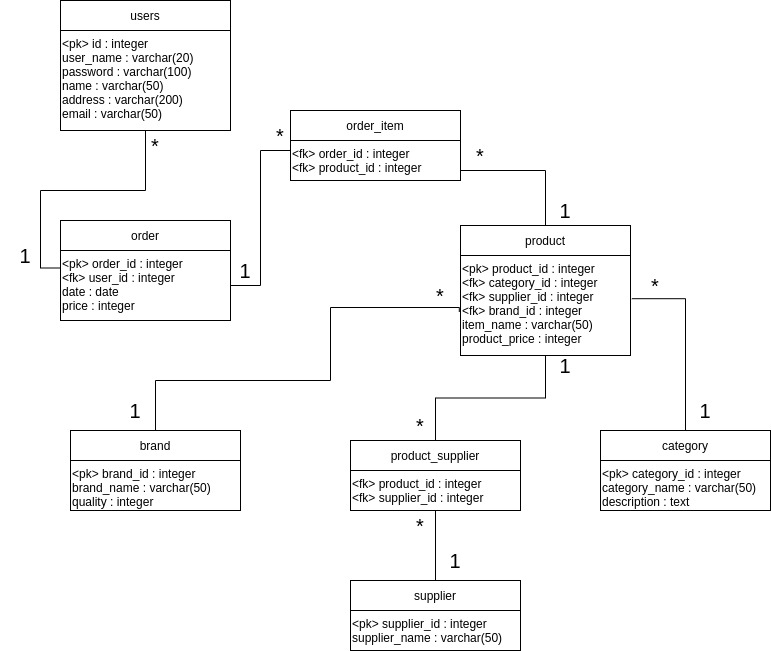 users
<pk> id : integer
user_name : varchar(20)
password : varchar(100)
name : varchar(50)
address : varchar(200)
email : varchar(50)
*
order_item
<fk> order_id : integer
<fk> product_id : integer
*
*
order
<pk> order_id : integer
<fk> user_id : integer
date : date
price : integer
1
1
1
product
<pk> product_id : integer
<fk> category_id : integer
<fk> supplier_id : integer
<fk> brand_id : integer
item_name : varchar(50)
product_price : integer
*
*
1
1
*
1
brand
<pk> brand_id : integer
brand_name : varchar(50)
quality : integer
product_supplier
<fk> product_id : integer
<fk> supplier_id : integer
category
<pk> category_id : integer
category_name : varchar(50)
description : text
*
1
supplier
<pk> supplier_id : integer
supplier_name : varchar(50)